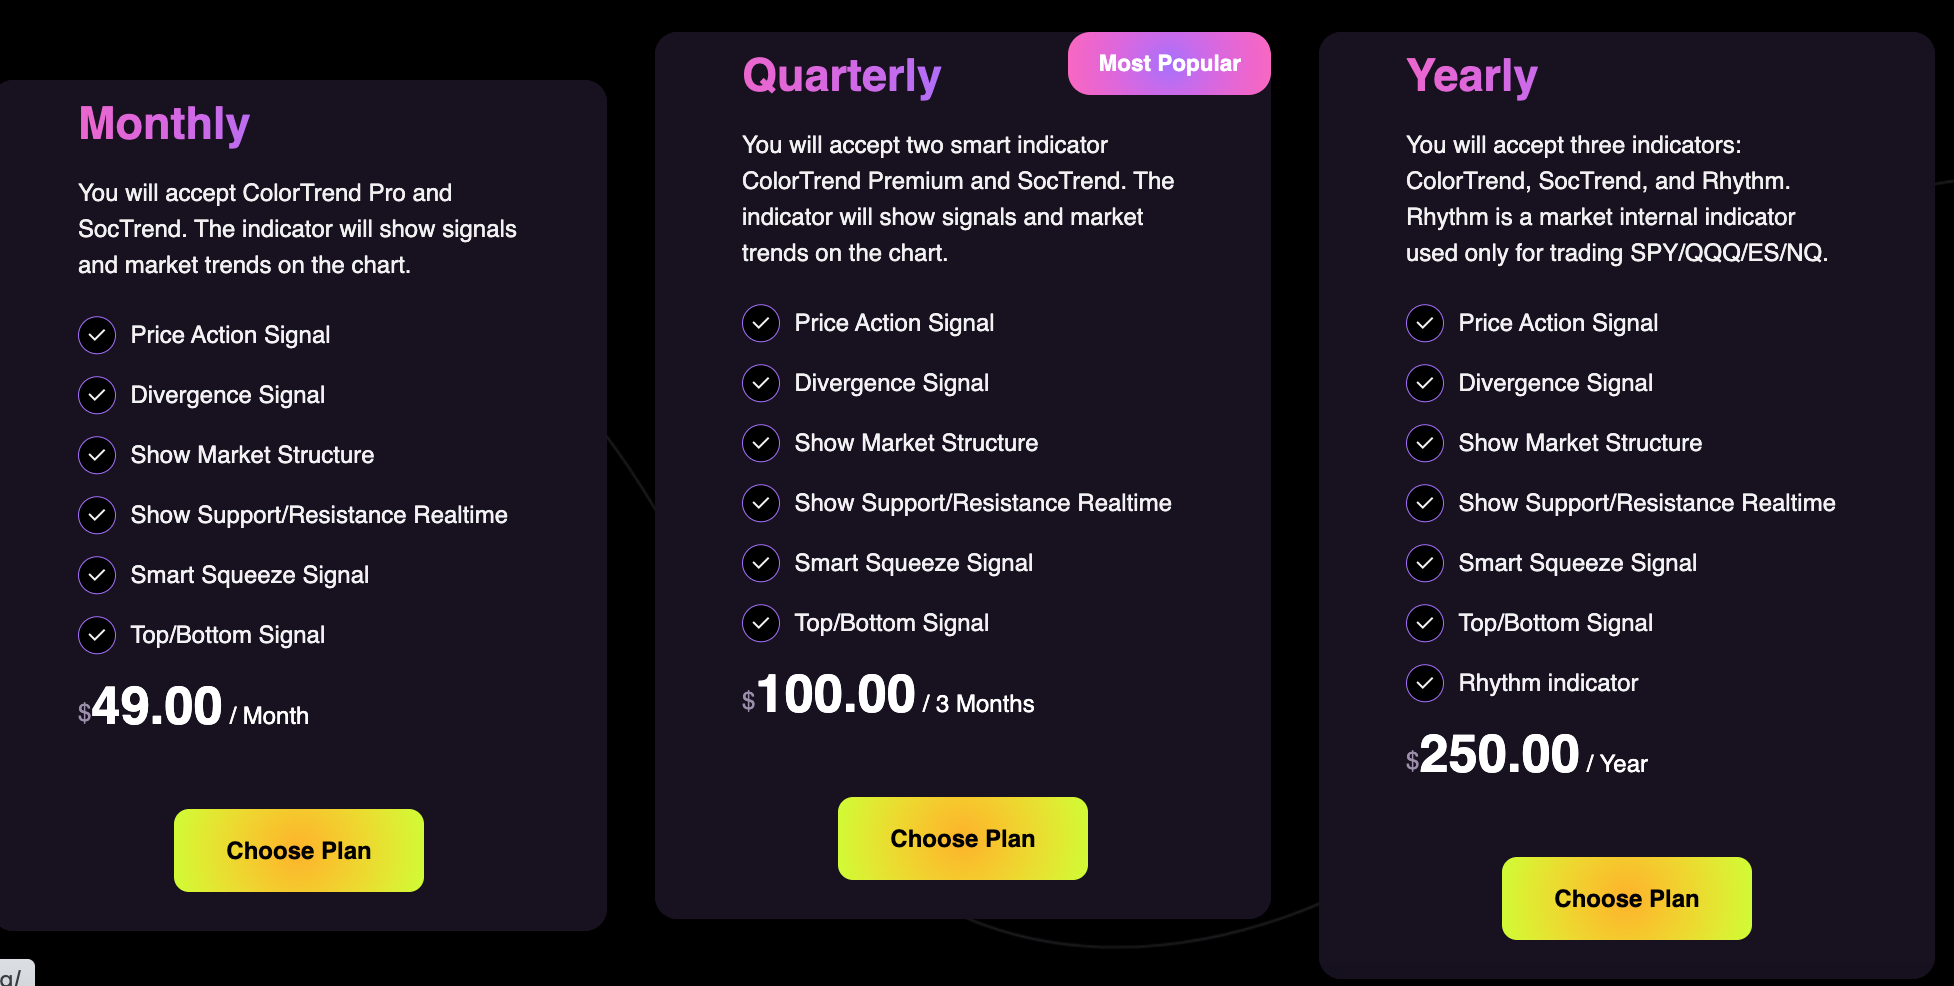 Monthly
You will accept ColorTrend Pro and
SocTrend. The indicator will show signals
and market trends on the chart.
Price Action Signal
Divergence Signal
Show Market Structure
Show Support/Resistance Realtime
Smart Squeeze Signal
Top/Bottom Signal
$49.00 / Month
Choose Plan
Quarterly
Most Popular
You will accept two smart indicator
ColorTrend Premium and SocTrend. The
indicator will show signals and market
trends on the chart.
Price Action Signal
Divergence Signal
Show Market Structure
Show Support/Resistance Realtime
Smart Squeeze Signal
Top/Bottom Signal
$100.00 / 3 Months
Choose Plan
Yearly
You will accept three indicators:
ColorTrend, SocTrend, and Rhythm.
Rhythm is a market internal indicator
used only for trading SPY/QQQ/ES/NQ.
Price Action Signal
Divergence Signal
Show Market Structure
Show Support/Resistance Realtime
Smart Squeeze Signal
Top/Bottom Signal
Rhythm indicator
$250.00 / Year
Choose Plan